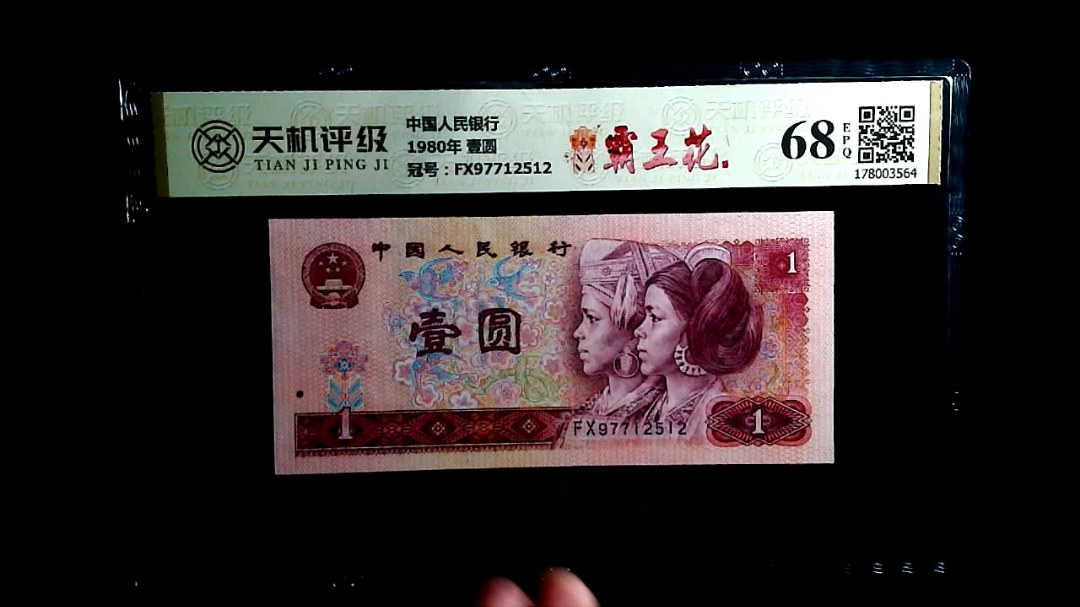 天机评级
TIAN JI PING JI
中国人民银行
1980年 壹圆
冠号：FX97712512
霸王花
68
EPQ
178003564
中国人民银行
壹圆
1
1
1
FX97712512